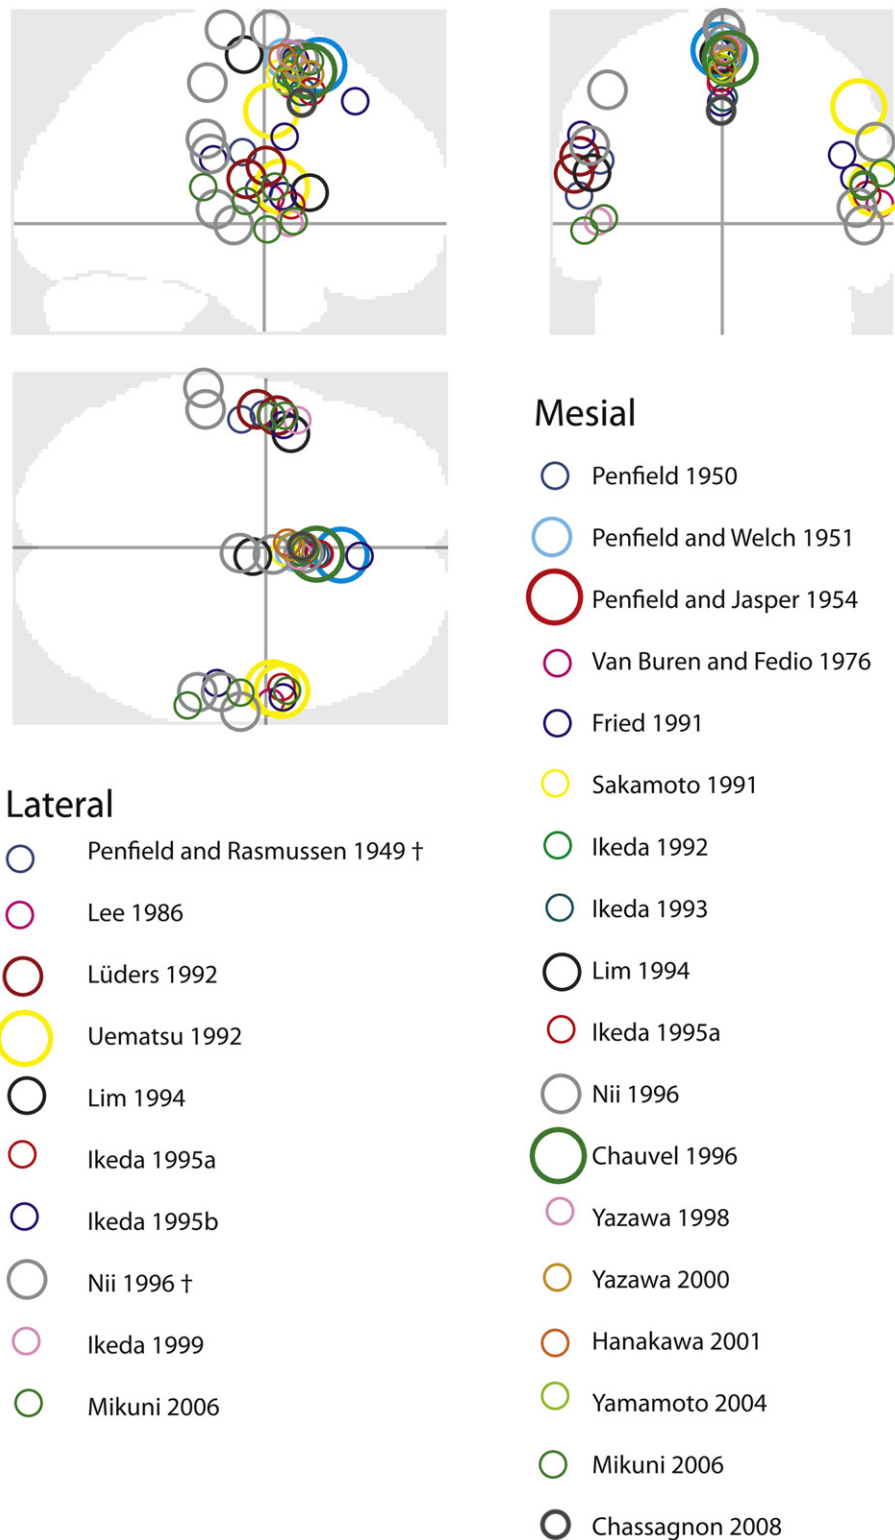 Mesial
Penfield 1950
Penfield and Welch 1951
Penfield and Jasper 1954
Van Buren and Fedio 1976
Fried 1991
Sakamoto 1991
Ikeda 1992
Ikeda 1993
Lim 1994
Ikeda 1995a
Nii 1996
Chauvel 1996
Yazawa 1998
Yazawa 2000
Hanakawa 2001
Yamamoto 2004
Mikuni 2006
Chassagnon 2008
Lateral
Penfield and Rasmussen 1949 †
Lee 1986
Lüders 1992
Uematsu 1992
Lim 1994
Ikeda 1995a
Ikeda 1995b
Nii 1996 †
Ikeda 1999
Mikuni 2006